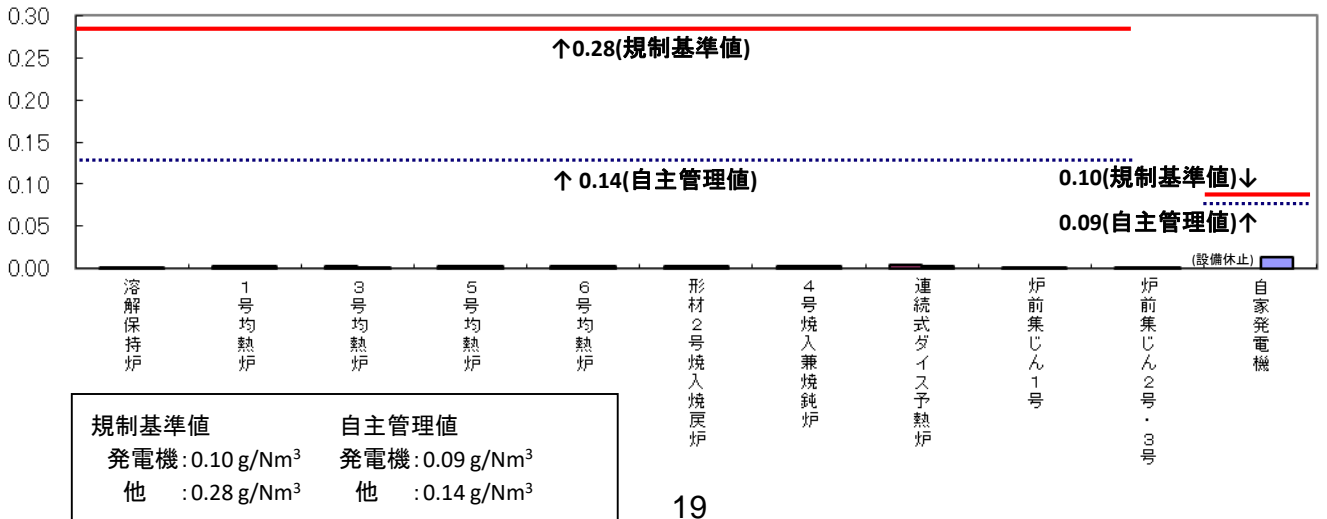 0.30
↑0.28(規制基準値)
0.25
0.20
0.15
↑ 0.14(自主管理値)
0.10(規制基準値)↓
0.10
0.09(自主管理値)↑
0.05
(設備休止)
0.00
溶解保持炉
1号均熱炉
3号均熱炉
5号均熱炉
6号均熱炉
形材2号焼入焼戻炉
4号焼入兼焼鈍炉
連続式ダイス予熱炉
炉前集じん1号
炉前集じん2号・3号
自家発電機
規制基準値 自主管理値
発電機:0.10 g/Nm³ 発電機:0.09 g/Nm³
他 :0.28 g/Nm³ 他 :0.14 g/Nm³
19